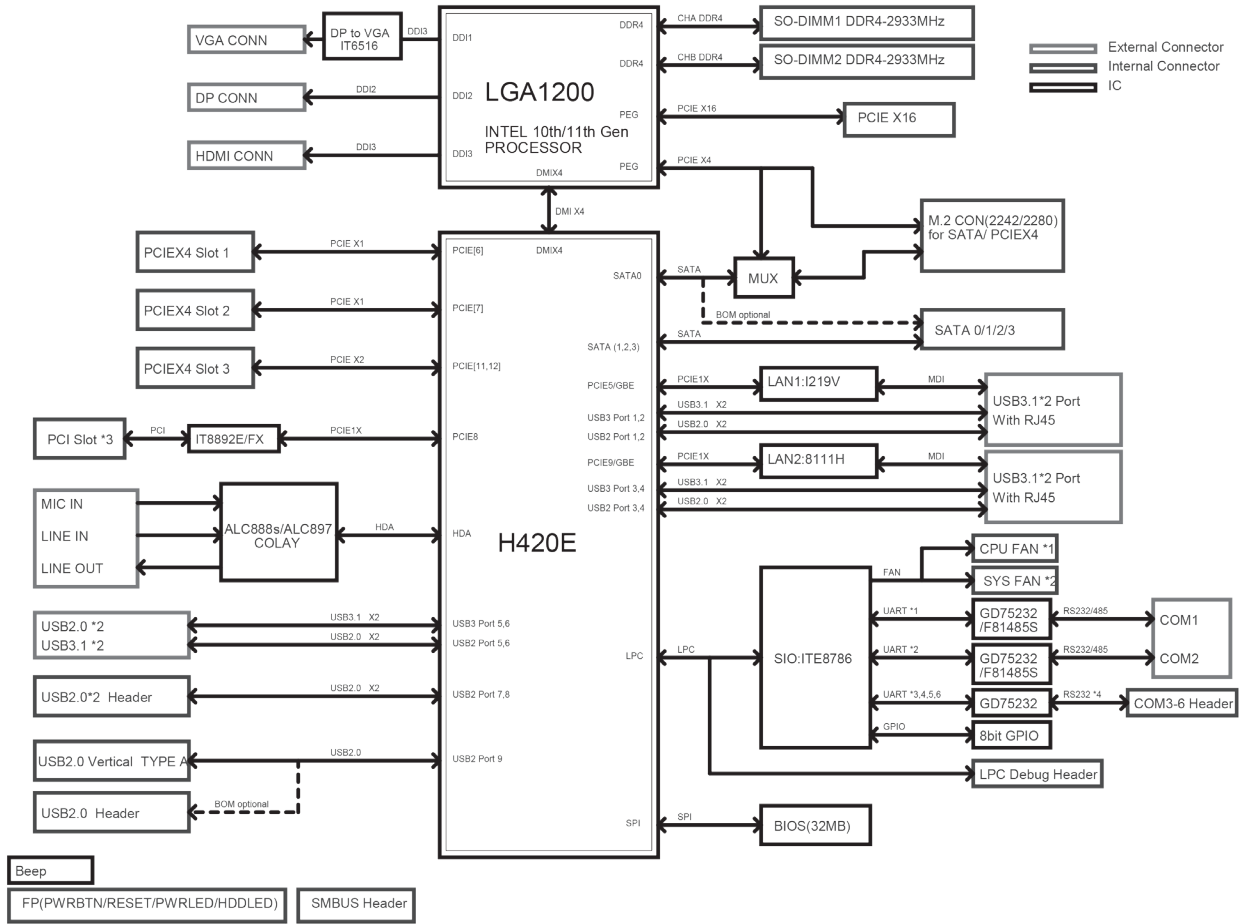 VGA CONN
DP to VGA
IT6516
DDI3
DDI1
DP CONN
DDI2
DDI2
HDMI CONN
DDI3
DDI3
LGA1200
INTEL 10th/11th Gen
PROCESSOR
DMIX4
DDR4
DDR4
PEG
PEG
CHA DDR4
SO-DIMM1 DDR4-2933MHz
CHB DDR4
SO-DIMM2 DDR4-2933MHz
PCIE X16
PCIE X16
PCIE X4
External Connector
Internal Connector
IC
DMI X4
M.2 CON(2242/2280)
for SATA/ PCIEX4
MUX
PCIEX4 Slot 1
PCIE X1
PCIE[6]
DMIX4
SATA0
SATA
BOM optional
PCIEX4 Slot 2
PCIE X1
PCIE[7]
SATA 0/1/2/3
SATA (1,2,3)
SATA
PCIEX4 Slot 3
PCIE X2
PCIE[11,12]
PCIE5/GBE
PCIE1X
LAN1:I219V
MDI
USB3 Port 1,2
USB3.1 X2
USB2 Port 1,2
USB2.0 X2
USB3.1*2 Port
With RJ45
PCI Slot *3
PCI
IT8892E/FX
PCIE1X
PCIE8
PCIE9/GBE
PCIE1X
LAN2:8111H
MDI
USB3 Port 3,4
USB3.1 X2
USB2 Port 3,4
USB2.0 X2
USB3.1*2 Port
With RJ45
MIC IN
LINE IN
LINE OUT
ALC888s/ALC897
COLAY
HDA
HDA
H420E
FAN
CPU FAN *1
SYS FAN *2
USB2.0 *2
USB3.1 *2
USB3.1 X2
USB2.0 X2
USB3 Port 5,6
USB2 Port 5,6
LPC
LPC
SIO:ITE8786
UART *1
GD75232
/F81485S
RS232/485
COM1
UART *2
GD75232
/F81485S
RS232/485
COM2
USB2.0*2 Header
USB2.0 X2
USB2 Port 7,8
UART *3,4,5,6
GD75232
RS232 *4
COM3-6 Header
GPIO
8bit GPIO
USB2.0 Vertical TYPE A
USB2.0
USB2 Port 9
LPC Debug Header
USB2.0 Header
BOM optional
SPI
SPI
BIOS(32MB)
Beep
FP(PWRBTN/RESET/PWRLED/HDDLED)
SMBUS Header